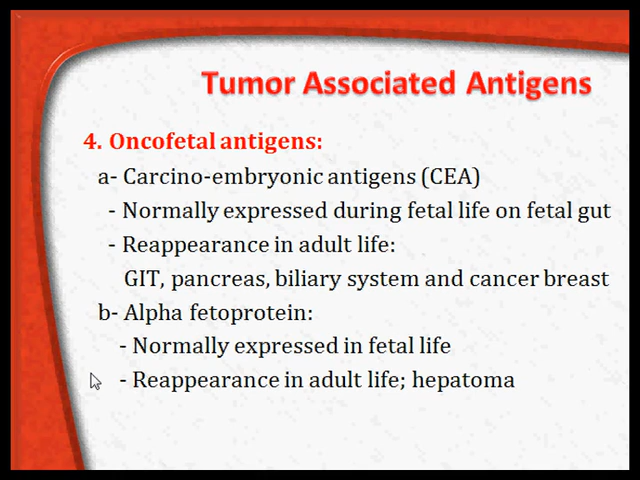 Tumor Associated Antigens
4. Oncofetal antigens:
a- Carcino-embryonic antigens (CEA)
- Normally expressed during fetal life on fetal gut
- Reappearance in adult life:
GIT, pancreas, biliary system and cancer breast
b- Alpha fetoprotein:
- Normally expressed in fetal life
- Reappearance in adult life; hepatoma